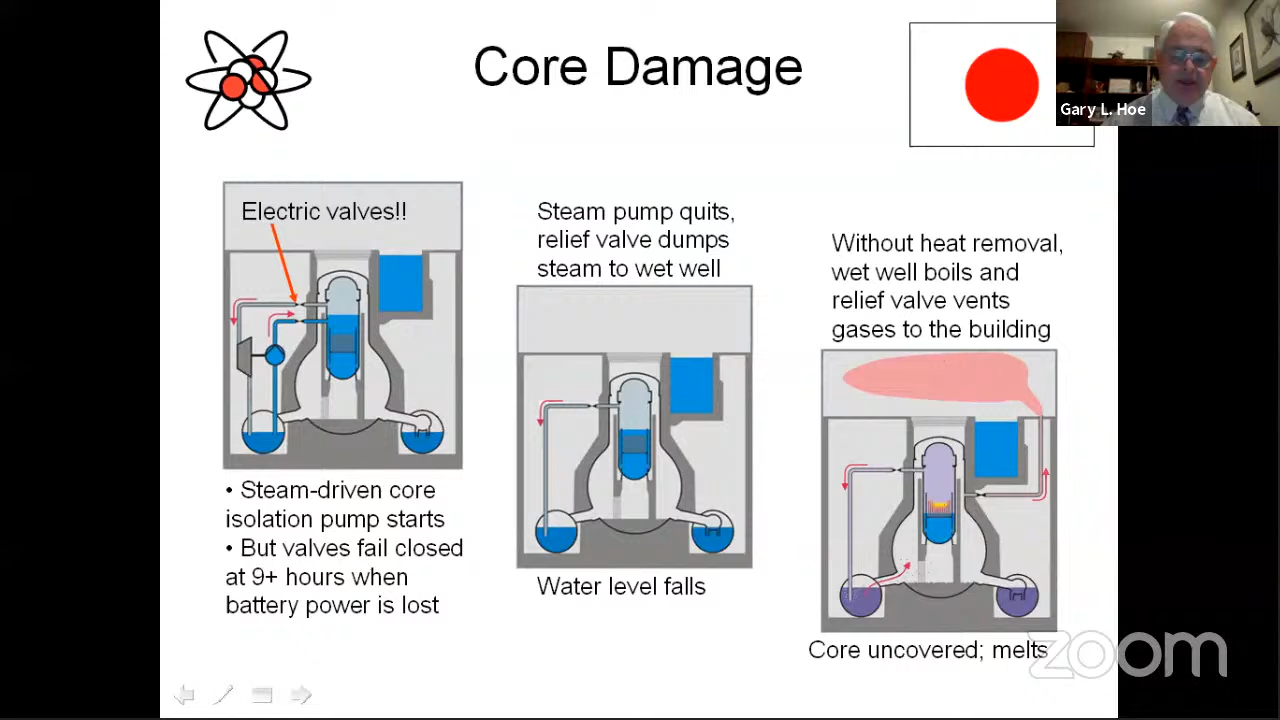 Core Damage
Gary L. Hoe
Electric valves!!
• Steam-driven core
isolation pump starts
• But valves fail closed
at 9+ hours when
battery power is lost
Steam pump quits,
relief valve dumps
steam to wet well
Water level falls
Without heat removal,
wet well boils and
relief valve vents
gases to the building
Core uncovered; melts
zoom